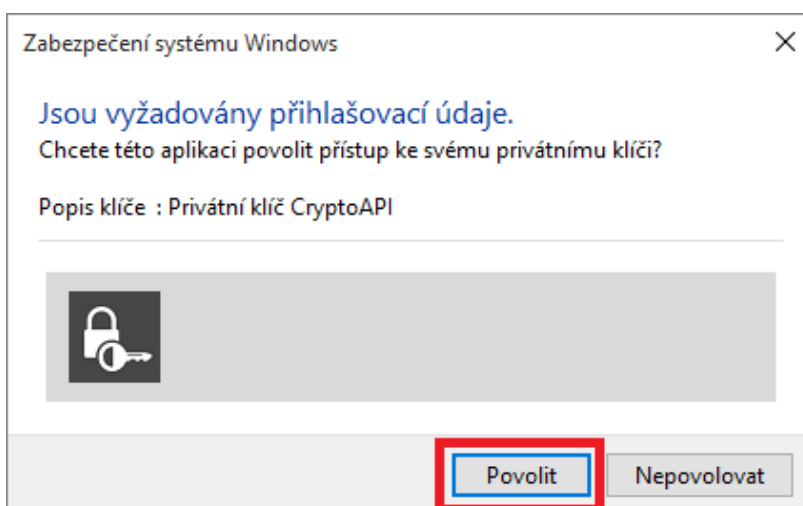 Zabezpečení systému Windows
Jsou vyžadovány přihlašovací údaje.
Chcete této aplikaci povolit přístup ke svému privátnímu klíči?
Popis klíče : Privátní klíč CryptoAPI
Povolit Nepovolovat